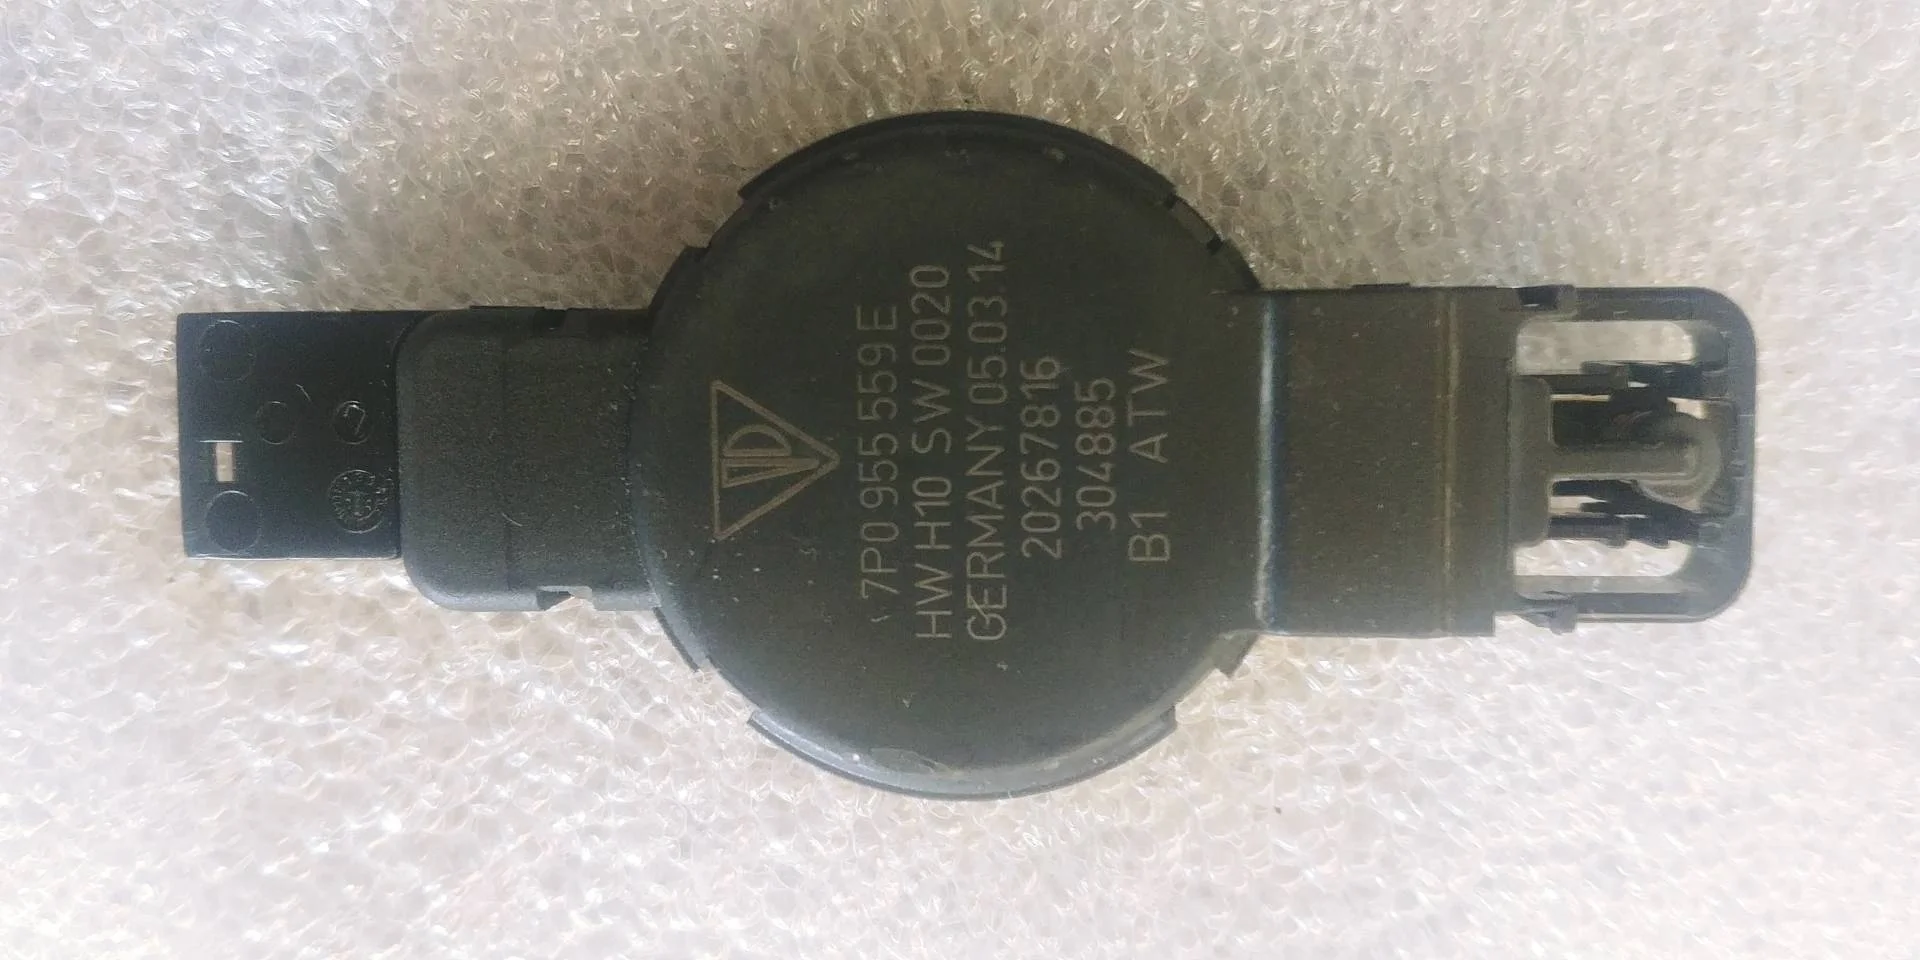 7P0 955 559 E
HW H10 SW 0020
GERMANY 05.03.14
20267816
304885
B1 ATW